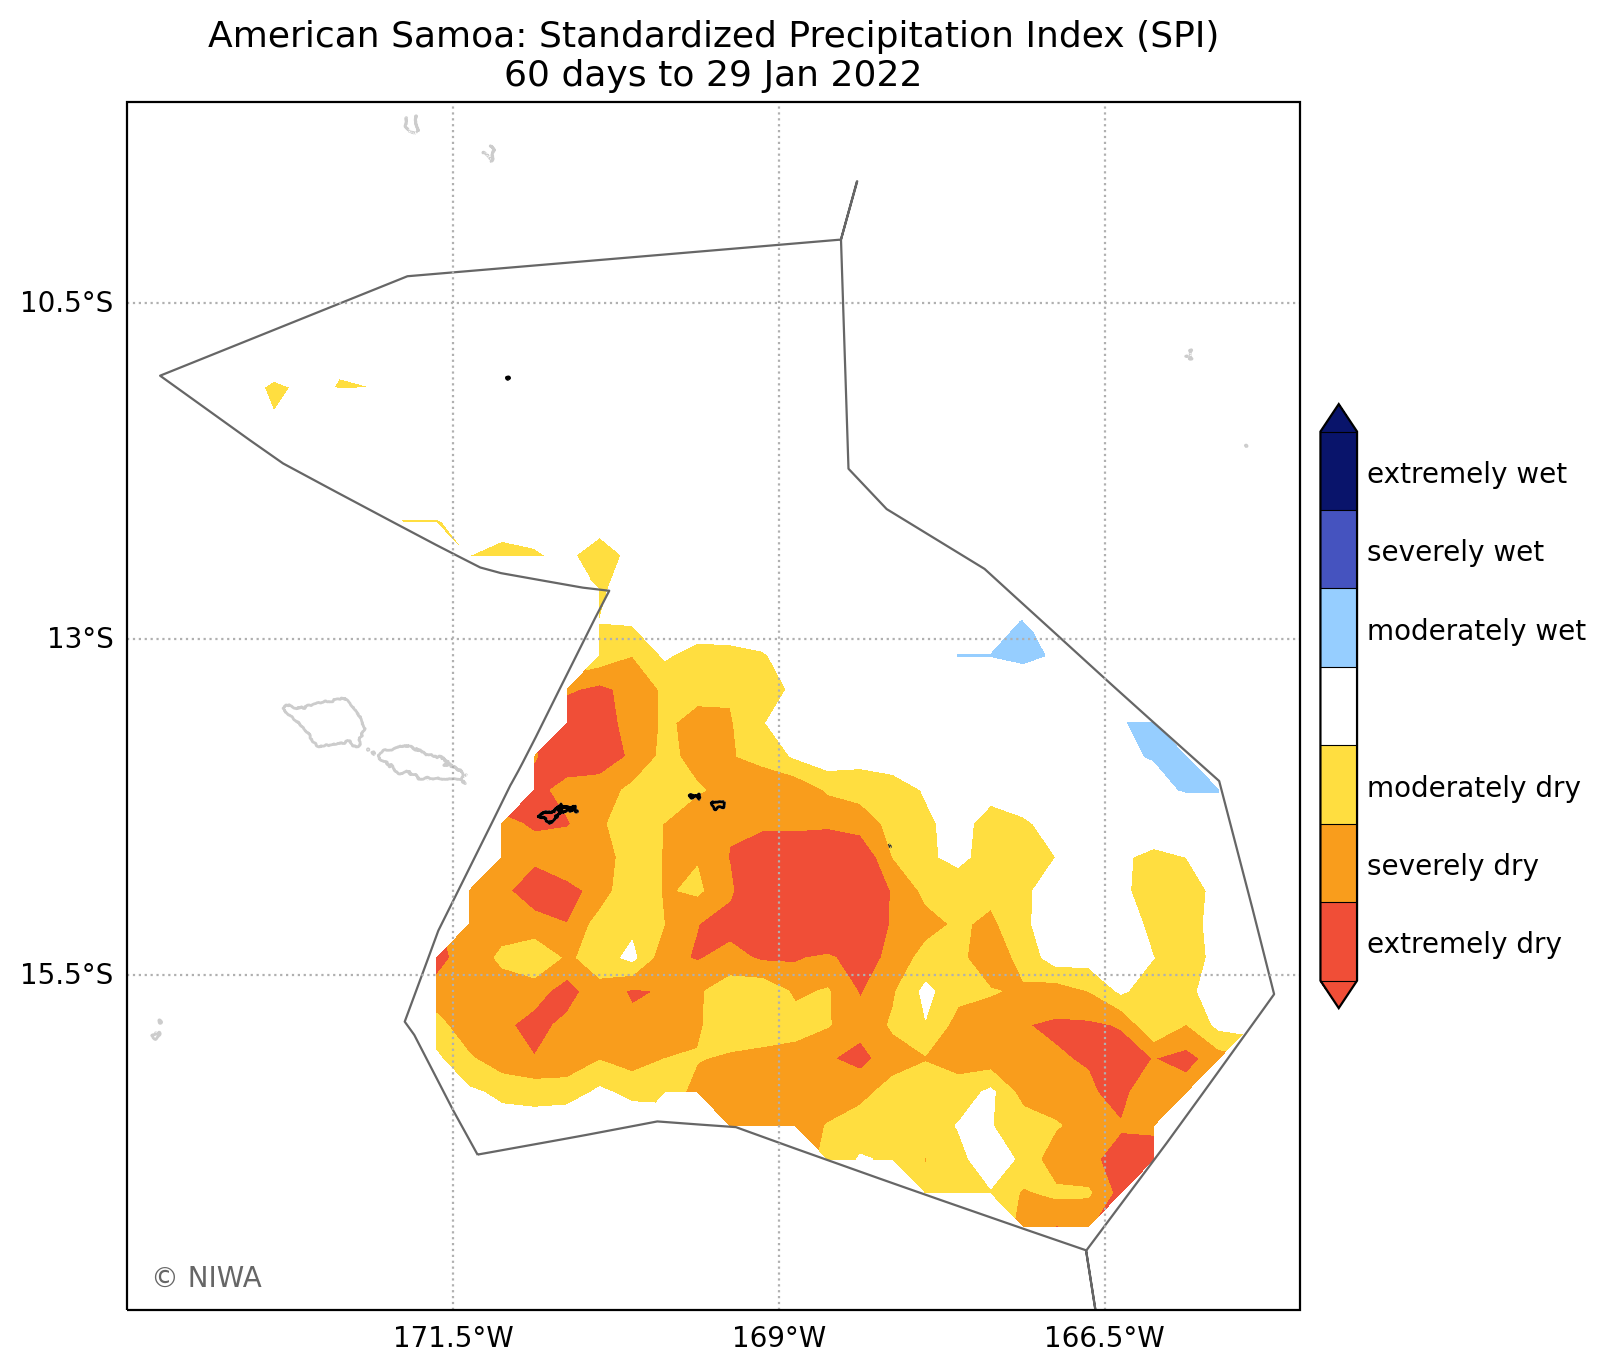 American Samoa: Standardized Precipitation Index (SPI)
60 days to 29 Jan 2022
10.5°S
13°S
15.5°S
171.5°W
169°W
166.5°W
extremely wet
severely wet
moderately wet
moderately dry
severely dry
extremely dry
© NIWA